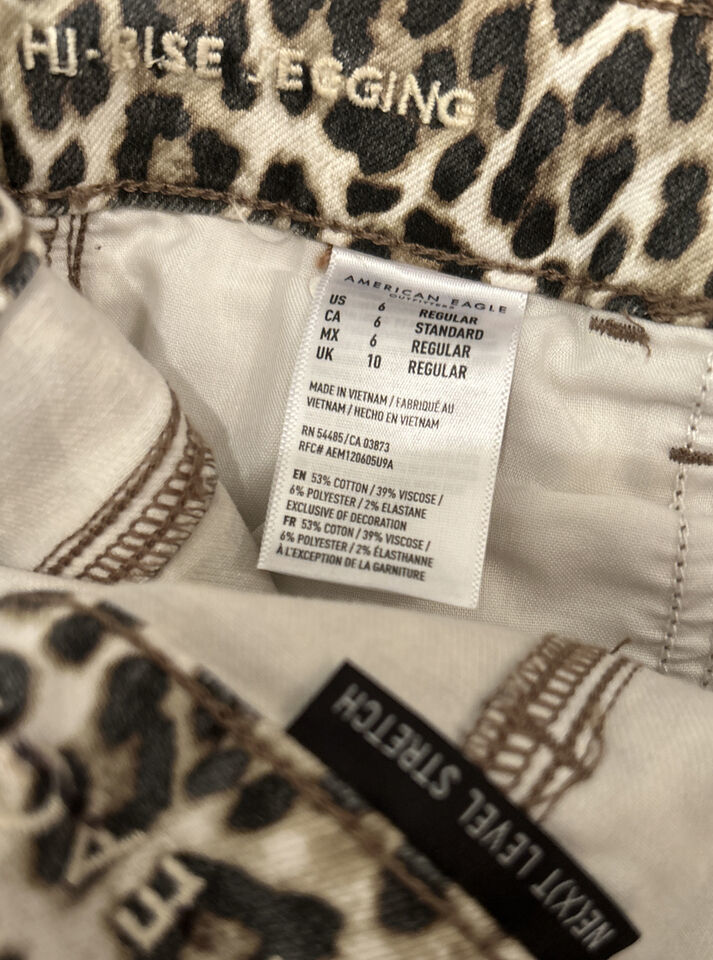 HI-RISE JEGGING
AMERICAN EAGLE
OUTFITTERS
US 6 REGULAR
CA 6 STANDARD
MX 6 REGULAR
UK 10 REGULAR
MADE IN VIETNAM / FABRIQUÉ AU
VIETNAM / HECHO EN VIETNAM
RN 54485/CA 03873
RFC# AEM120605U9A
EN 53% COTTON / 39% VISCOSE /
6% POLYESTER / 2% ELASTANE
EXCLUSIVE OF DECORATION
FR 53% COTON / 39% VISCOSE /
6% POLYESTER / 2% ÉLASTHANNE
À L'EXCEPTION DE LA GARNITURE
NE(X)T LEVEL STRETCH